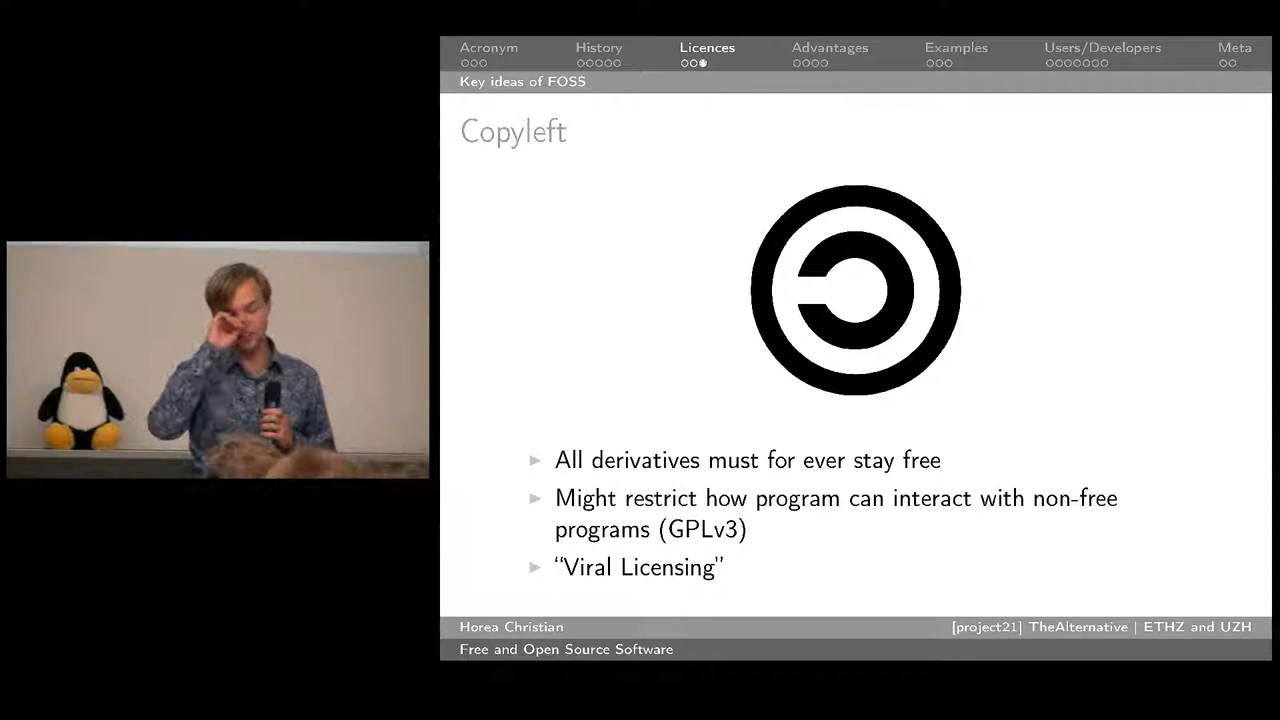 Acronym History Licences Advantages Examples Users/Developers Meta
Key ideas of FOSS
Copyleft
All derivatives must for ever stay free
Might restrict how program can interact with non-free
programs (GPLv3)
“Viral Licensing”
Horea Christian [project21] TheAlternative | ETHZ and UZH
Free and Open Source Software